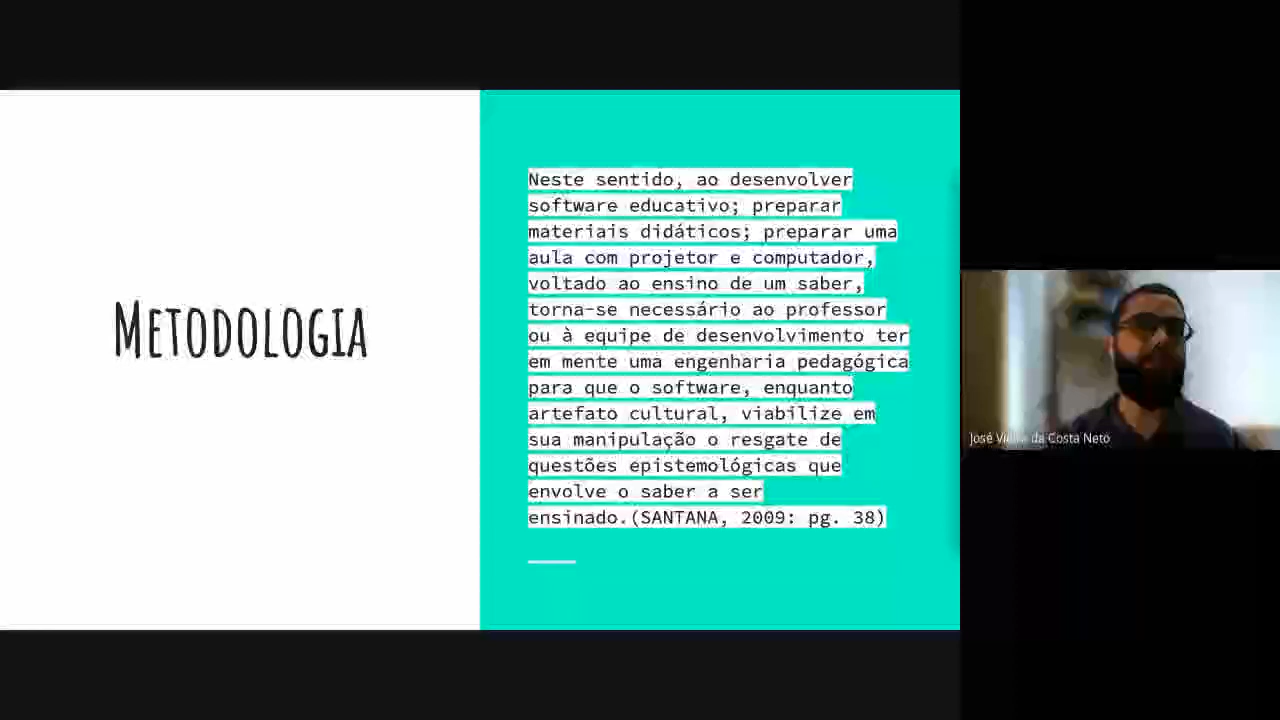 METODOLOGIA
Neste sentido, ao desenvolver
software educativo; preparar
materiais didáticos; preparar uma
aula com projetor e computador,
voltado ao ensino de um saber,
torna-se necessário ao professor
ou à equipe de desenvolvimento ter
em mente uma engenharia pedagógica
para que o software, enquanto
artefato cultural, viabilize em
sua manipulação o resgate de
questões epistemológicas que
envolve o saber a ser
ensinado.(SANTANA, 2009: pg. 38)
José Vieira da Costa Neto